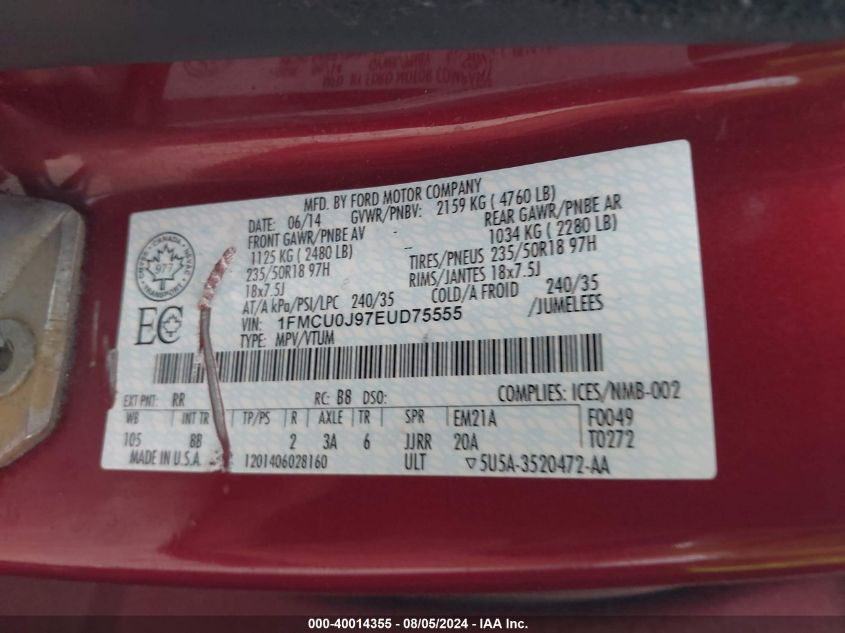 MFD. BY FORD MOTOR COMPANY
DATE: 06/14 GVWR/PNBV: 2159 KG ( 4760 LB)
FRONT GAWR/PNBE AV - REAR GAWR/PNBE AR
1125 KG ( 2480 LB) 1034 KG ( 2280 LB)
235/50R18 97H TIRES/PNEUS 235/50R18 97H
18x7.5J RIMS/JANTES 18x7.5J
AT/A kPa/PSI/LPC 240/35 COLD/A FROID 240/35
VIN: 1FMCU0J97EUD75555 /JUMELEES
TYPE: MPV/VTUM
CANADA
TRANSPORT
977
EC
EXT PNT: RR RC: B8 DSO: COMPLIES: ICES/NMB-002
WB INT TR TP/PS R AXLE TR SPR EM21A F0049
105 BB 2 3A 6 JJRR 20A T0272
MADE IN U.S.A. 1201406028160 ULT ▽5U5A-3520472-AA
000-40014355 - 08/05/2024 - IAA Inc.